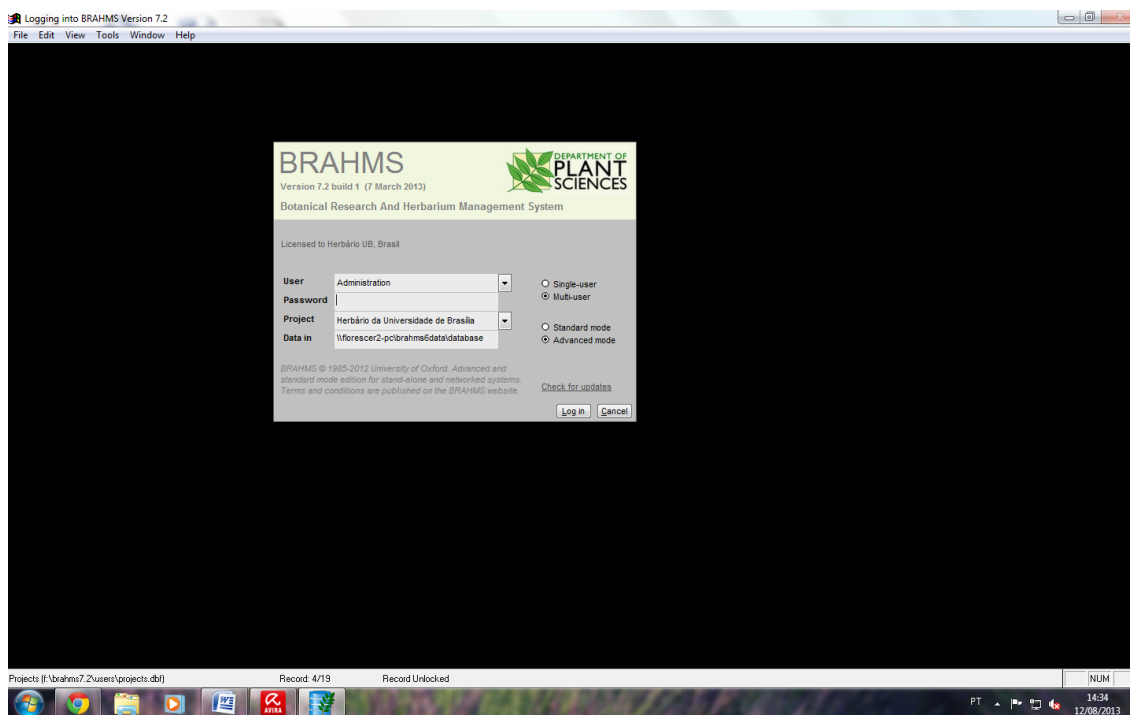 Logging into BRAHMS Version 7.2
File Edit View Tools Window Help
BRAHMS
Version 7.2 build 1 (7 March 2013)
DEPARTMENT OF
PLANT
SCIENCES
Botanical Research And Herbarium Management System
Licensed to Herbário UB, Brasil
User Administration
Single-user
Password
Multi-user
Project Herbário da Universidade de Brasília
Standard mode
Data in \\florescer2-pc\brahms6data\database
Advanced mode
BRAHMS © 1985-2012 University of Oxford. Advanced and
standard mode edition for stand-alone and networked systems.
Terms and conditions are published on the BRAHMS website.
Check for updates
Log in Cancel
Projects (f:\brahms7.2\users\projects.dbf) Record: 4/19 Record Unlocked NUM
AVIRA
PT 14:34
12/08/2013